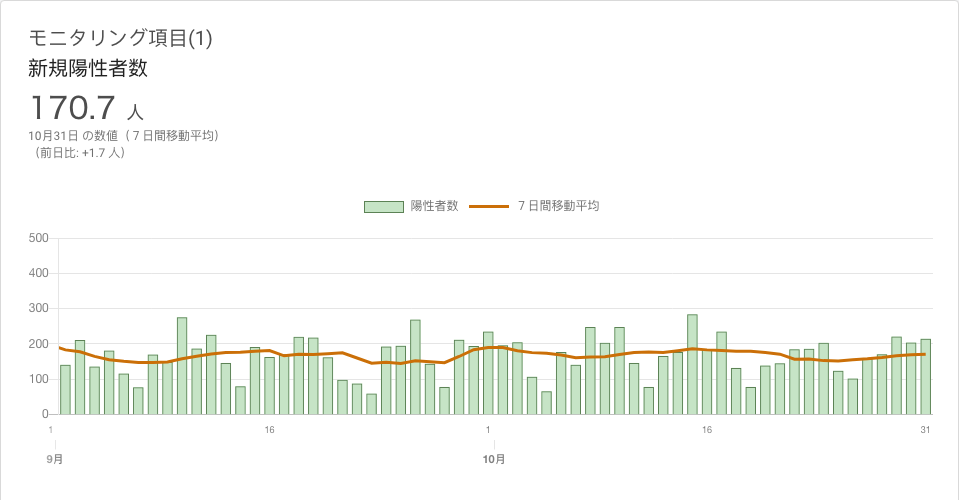 モニタリング項目(1)
新規陽性者数
170.7 人
10月31日 の数値（７日間移動平均）
（前日比: +1.7 人）
陽性者数 ７日間移動平均
500
400
300
200
100
0
1 16 1 16 31
9月 10月